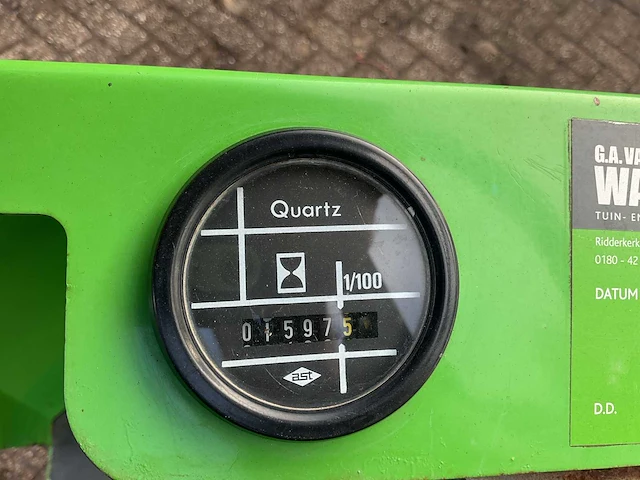 Quartz
1/100
015975
ast
G.A. VA
WA
TUIN- EN
Ridderkerk
0180 - 42
DATUM
D.D.